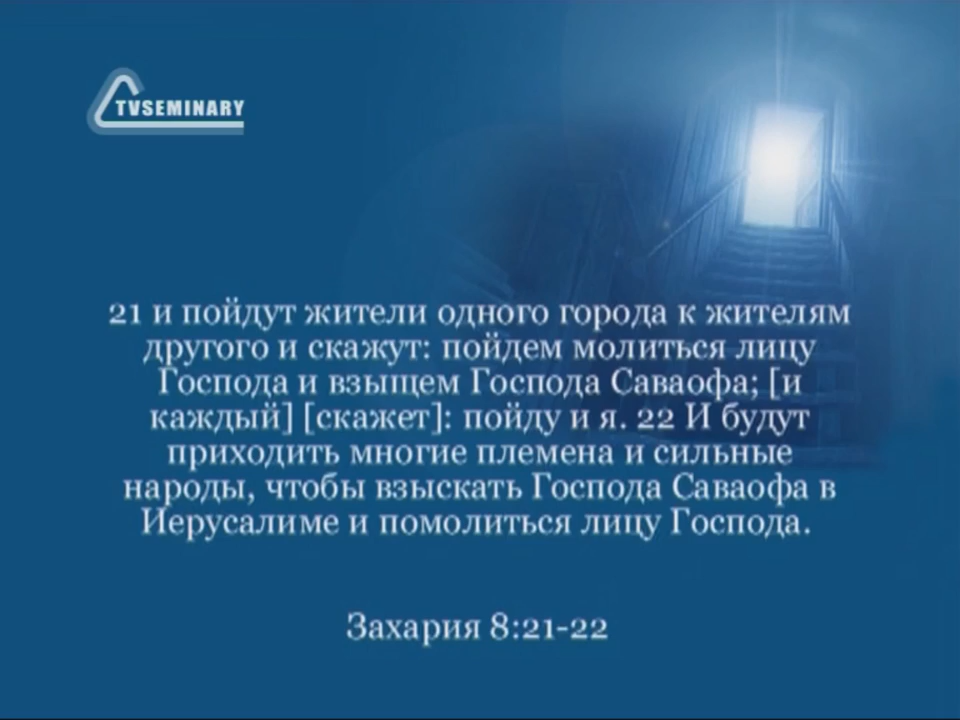 TVSEMINARY
21 и пойдут жители одного города к жителям
другого и скажут: пойдем молиться лицу
Господа и взыщем Господа Саваофа; [и
каждый] [скажет]: пойду и я. 22 И будут
приходить многие племена и сильные
народы, чтобы взыскать Господа Саваофа в
Иерусалиме и помолиться лицу Господа.
Захария 8:21-22